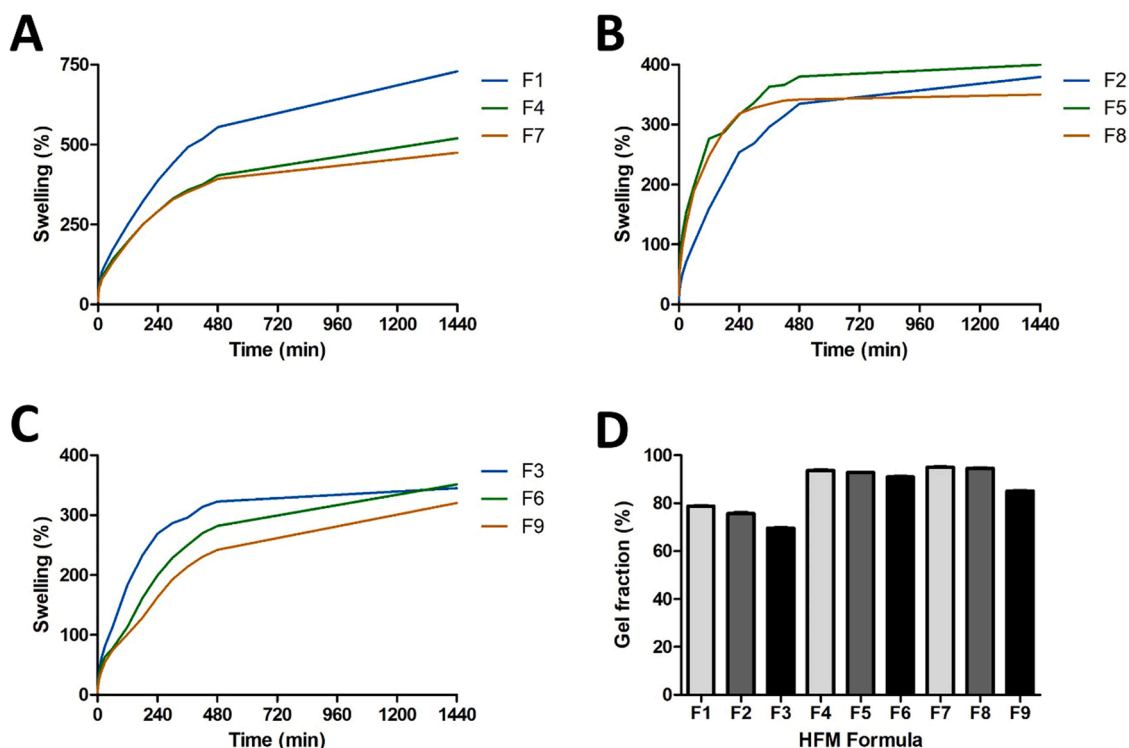 A
Swelling (%)
750
500
250
0
0 240 480 720 960 1200 1440
Time (min)
F1
F4
F7
B
Swelling (%)
400
300
200
100
0
0 240 480 720 960 1200 1440
Time (min)
F2
F5
F8
C
Swelling (%)
400
300
200
100
0
0 240 480 720 960 1200 1440
Time (min)
F3
F6
F9
D
Gel fraction (%)
100
80
60
40
20
0
F1 F2 F3 F4 F5 F6 F7 F8 F9
HFM Formula